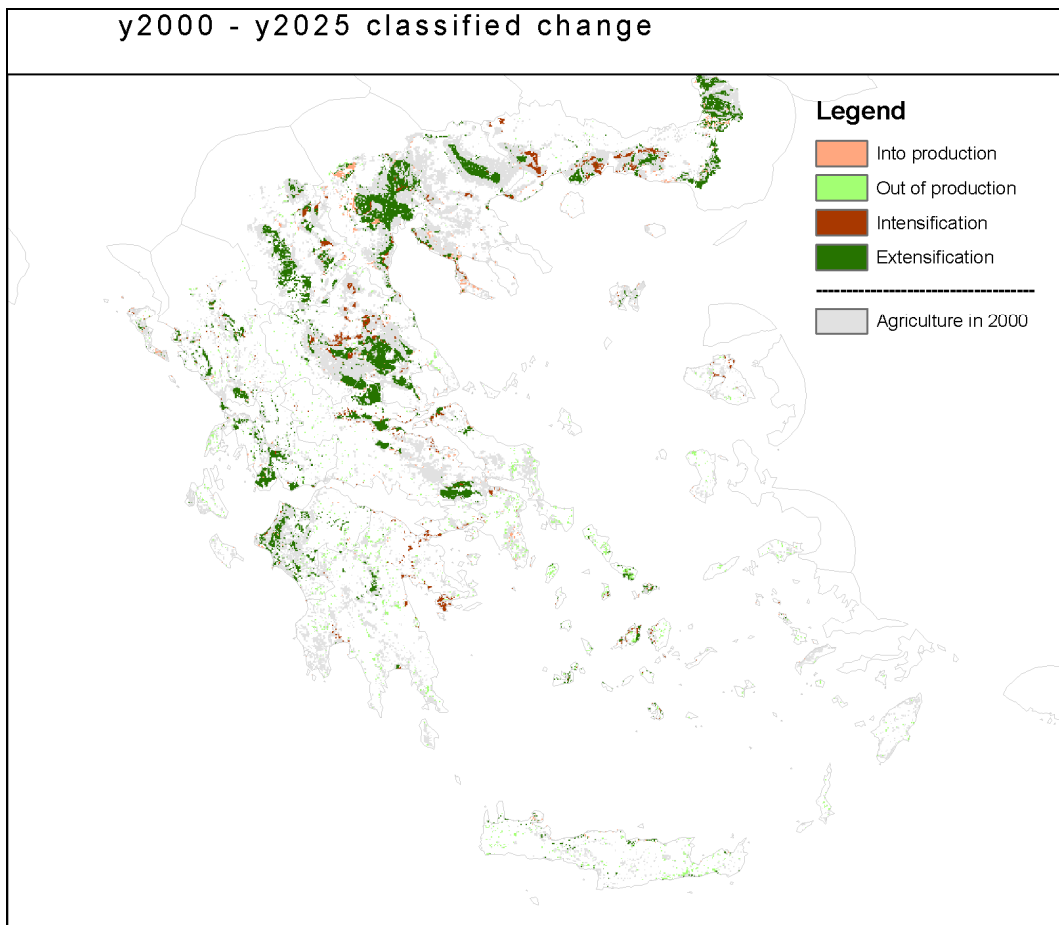 y2000 - y2025 classified change
Legend
Into production
Out of production
Intensification
Extensification
Agriculture in 2000